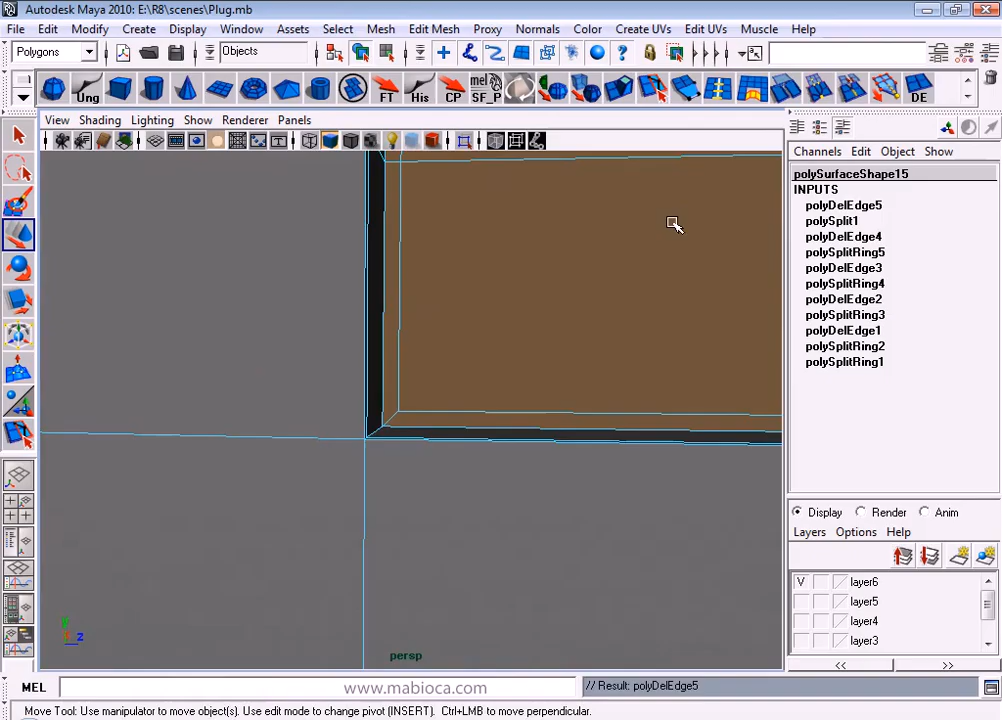 Autodesk Maya 2010: E:\R8\scenes\Plug.mb
File Edit Modify Create Display Window Assets Select Mesh Edit Mesh Proxy Normals Color Create UVs Edit UVs Muscle Help
Polygons Objects
Ung FT His CP mel SF_P DE
View Shading Lighting Show Renderer Panels
Channels Edit Object Show
polySurfaceShape15
INPUTS
polyDelEdge5
polySplit1
polyDelEdge4
polySplitRing5
polyDelEdge3
polySplitRing4
polyDelEdge2
polySplitRing3
polyDelEdge1
polySplitRing2
polySplitRing1
Display Render Anim
Layers Options Help
V layer6
layer5
layer4
layer3
y
z
persp
<< >>
MEL www.mabioca.com // Result: polyDelEdge5
Move Tool: Use manipulator to move object(s). Use edit mode to change pivot (INSERT). Ctrl+LMB to move perpendicular.